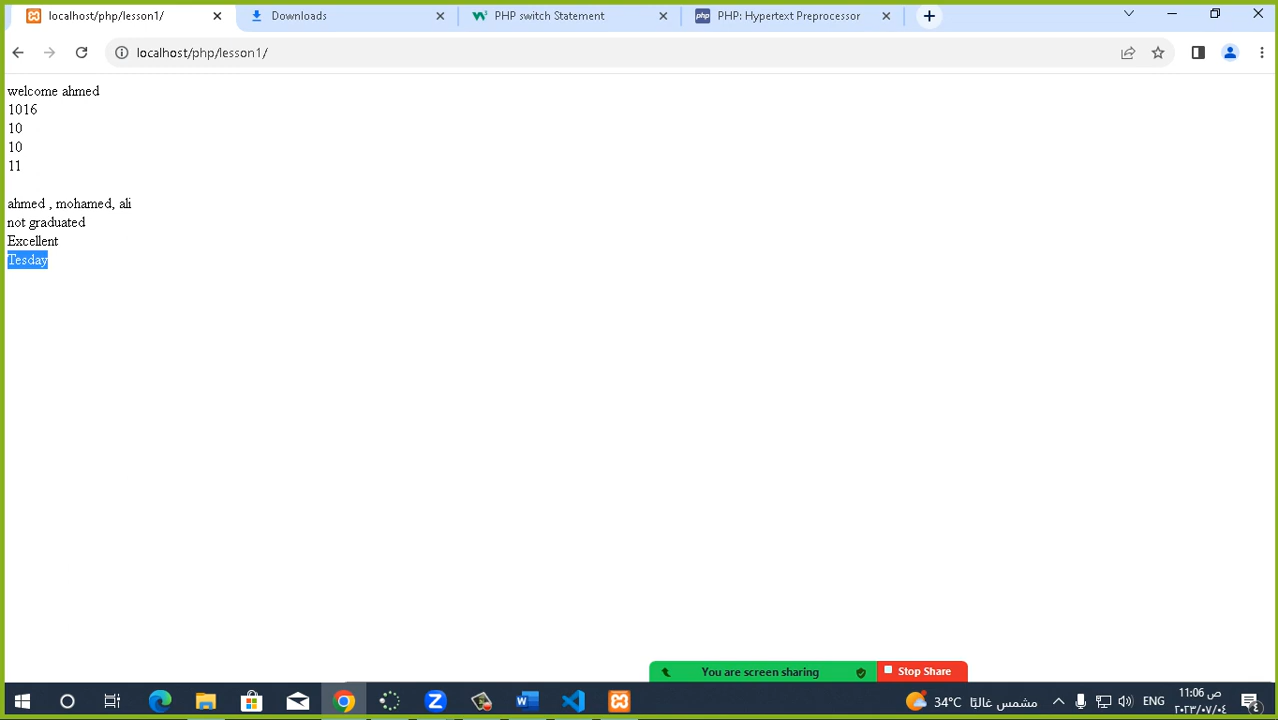 localhost/php/lesson1/
Downloads
PHP switch Statement
PHP: Hypertext Preprocessor
localhost/php/lesson1/
welcome ahmed
1016
10
10
11
ahmed , mohamed, ali
not graduated
Excellent
Tesday
You are screen sharing
Stop Share
34°C مشمس غالبًا
ENG
11:06 ص
٢٠٢٣/٠٧/٠٤